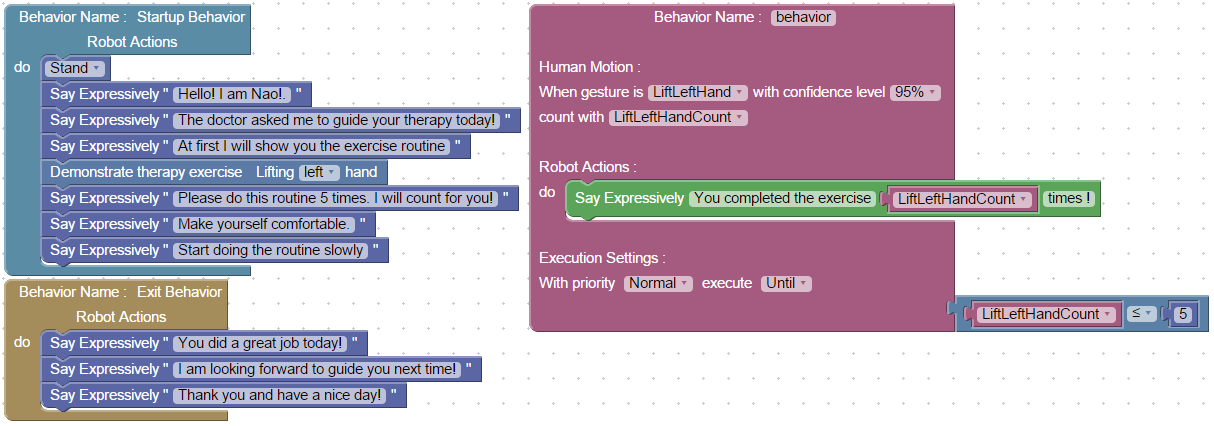 Behavior Name : Startup Behavior
Robot Actions
do Stand
Say Expressively " Hello! I am Nao!. "
Say Expressively " The doctor asked me to guide your therapy today! "
Say Expressively " At first I will show you the exercise routine "
Demonstrate therapy exercise Lifting left hand
Say Expressively " Please do this routine 5 times. I will count for you! "
Say Expressively " Make yourself comfortable. "
Say Expressively " Start doing the routine slowly "
Behavior Name : Exit Behavior
Robot Actions
do Say Expressively " You did a great job today! "
Say Expressively " I am looking forward to guide you next time! "
Say Expressively " Thank you and have a nice day! "
Behavior Name : behavior
Human Motion :
When gesture is LiftLeftHand with confidence level 95%
count with LiftLeftHandCount
Robot Actions :
do Say Expressively You completed the exercise LiftLeftHandCount times !
Execution Settings :
With priority Normal execute Until
LiftLeftHandCount ≤ 5